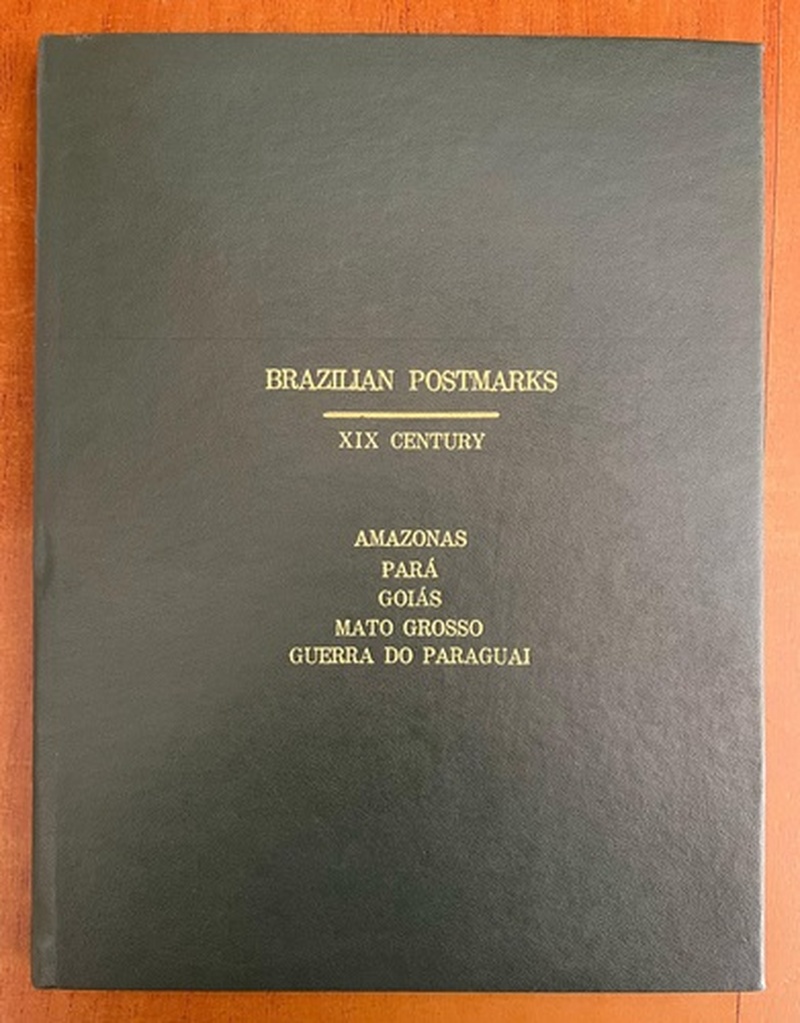 BRAZILIAN POSTMARKS
XIX CENTURY
AMAZONAS
PARÁ
GOIÁS
MATO GROSSO
GUERRA DO PARAGUAI